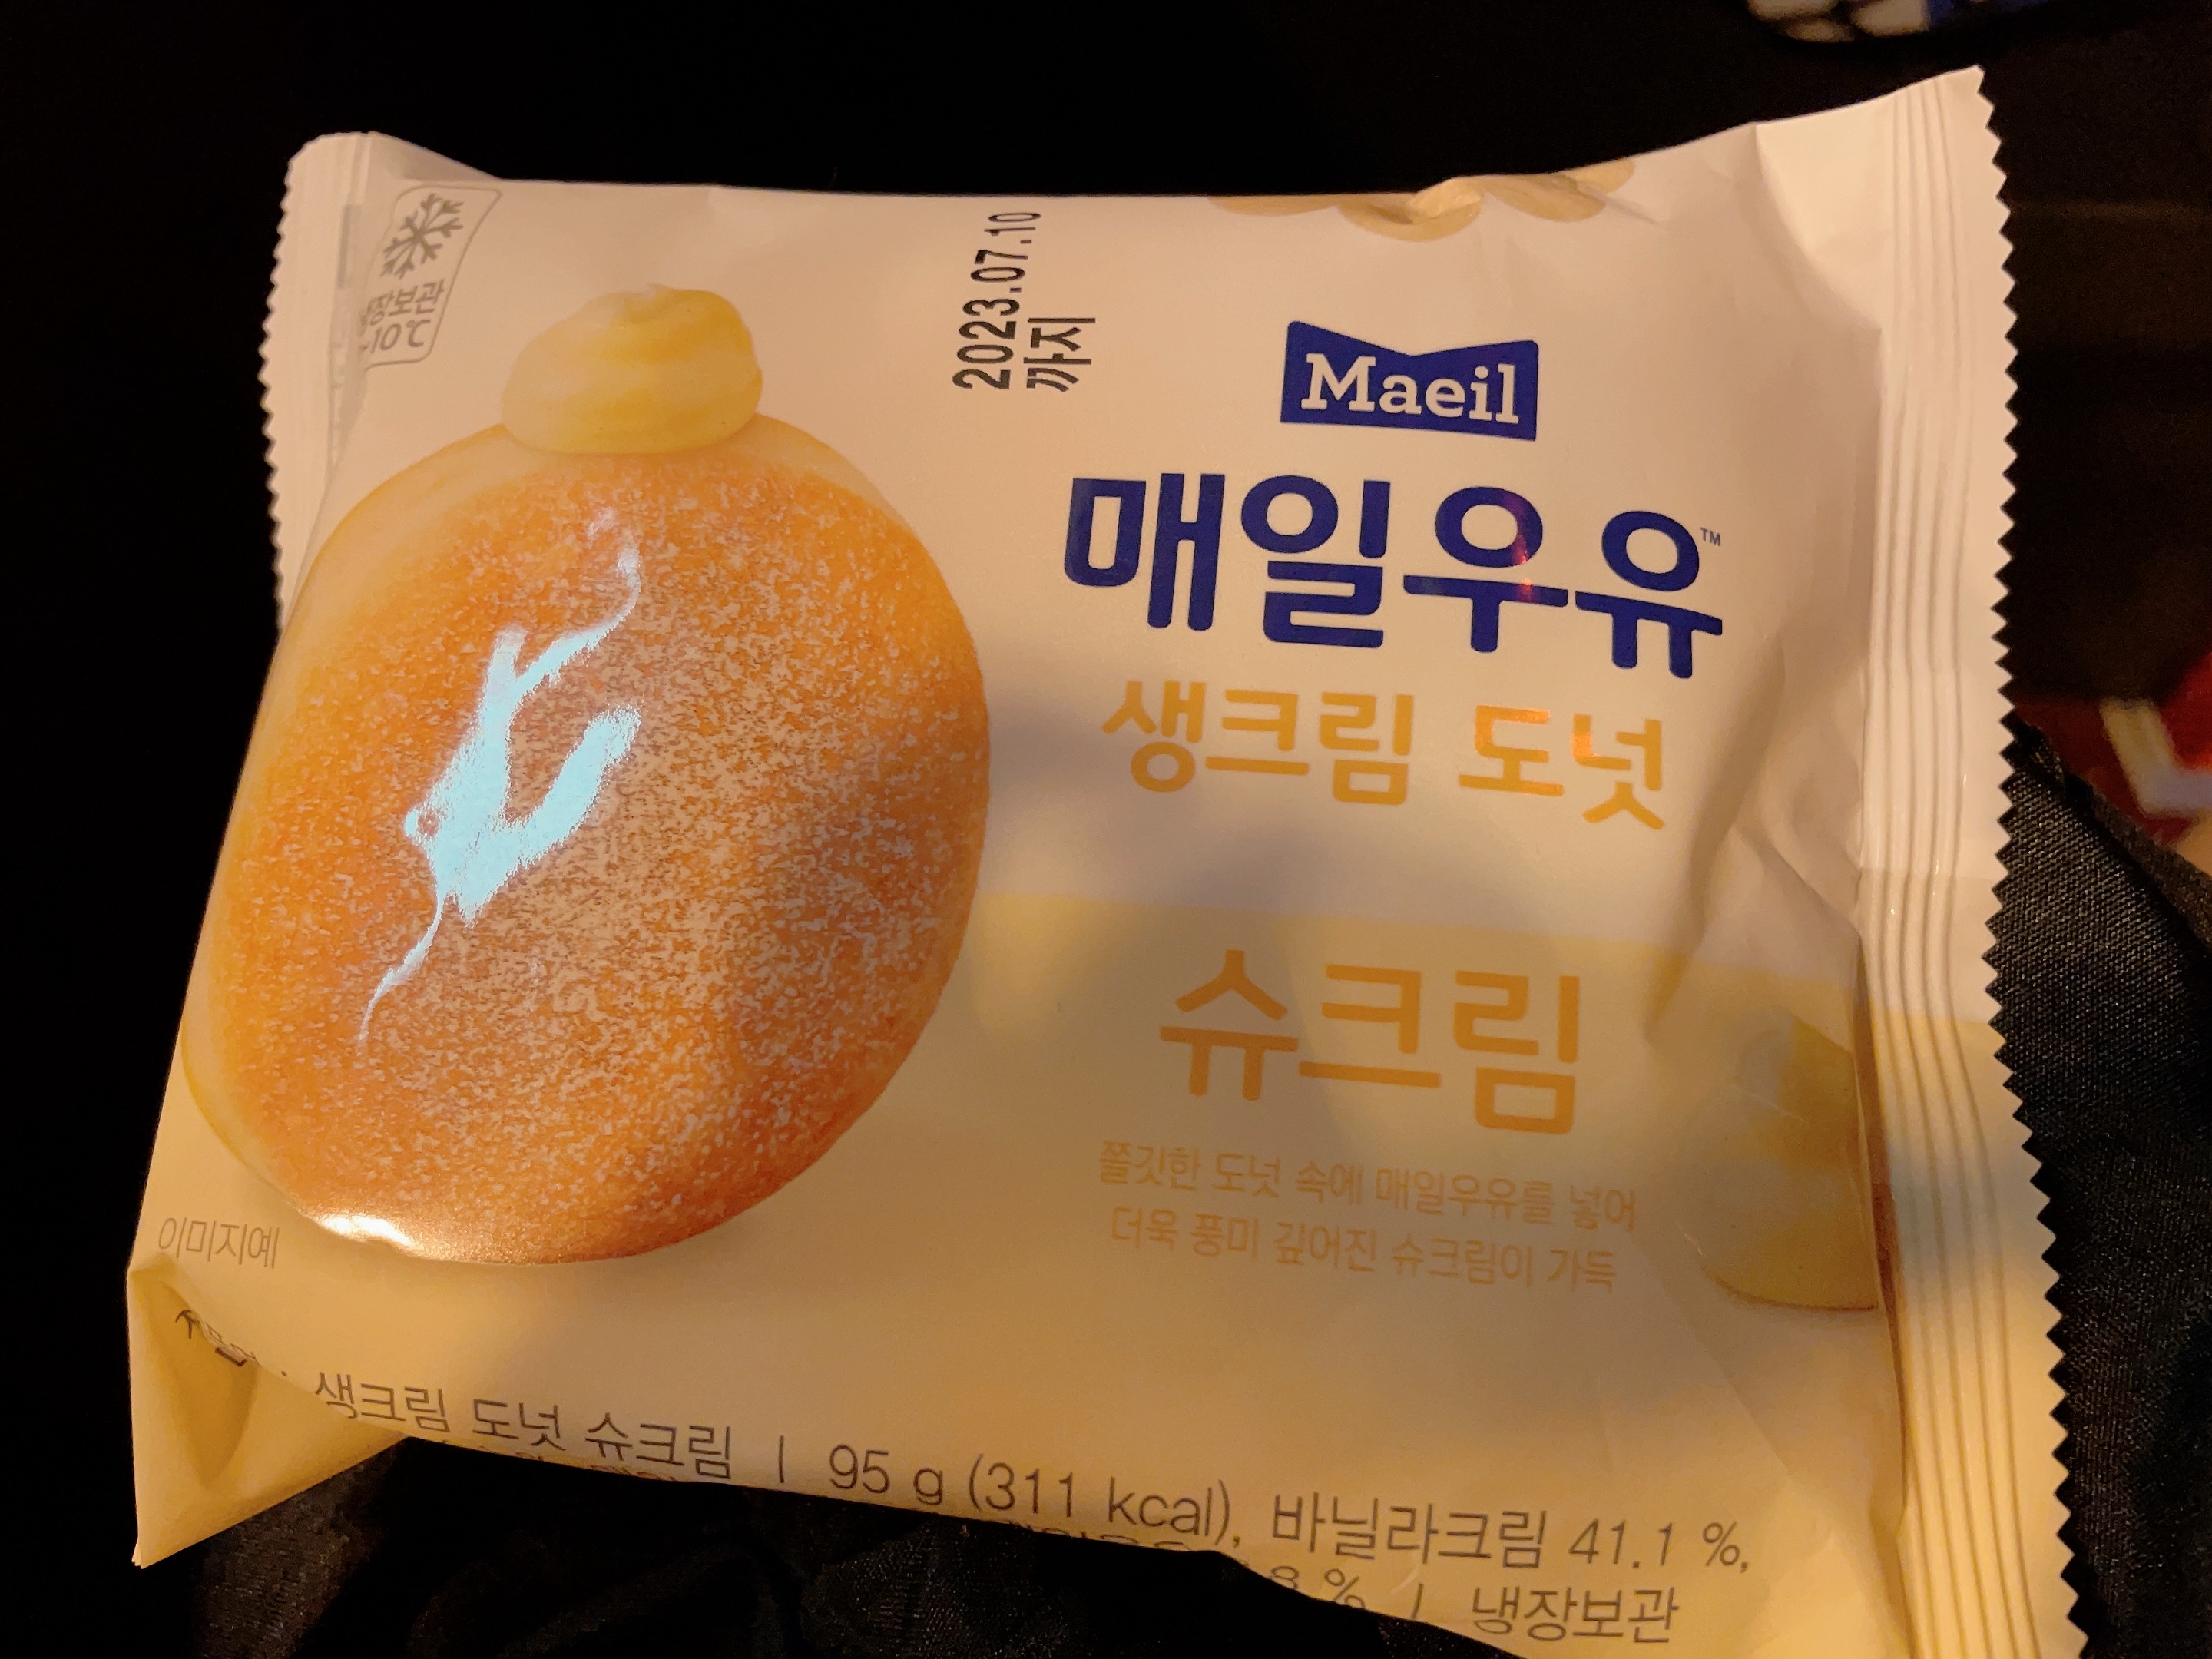 장보관
-10℃
2023.07.10
까지
Maeil
매일우유™
생크림 도넛
슈크림
쫄깃한 도넛 속에 매일우유를 넣어
더욱 풍미 깊어진 슈크림이 가득
이미지예
생크림 도넛 슈크림 | 95 g (311 kcal), 바닐라크림 41.1 %,
8 % | 냉장보관